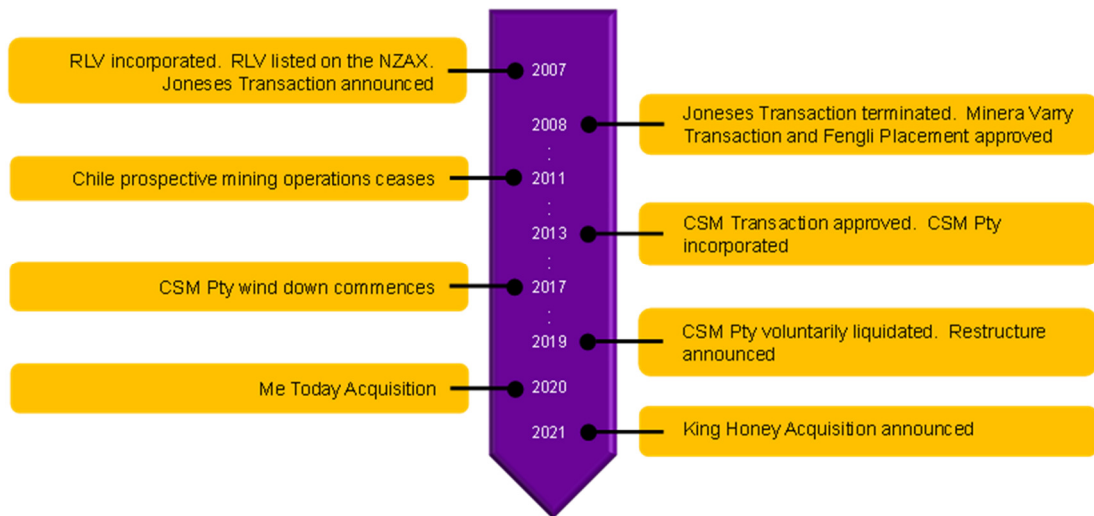 RLV incorporated. RLV listed on the NZAX.
Joneses Transaction announced
2007
2008
Joneses Transaction terminated. Minera Varry
Transaction and Fengli Placement approved
Chile prospective mining operations ceases
2011
2013
CSM Transaction approved. CSM Pty
incorporated
CSM Pty wind down commences
2017
2019
CSM Pty voluntarily liquidated. Restructure
announced
Me Today Acquisition
2020
2021
King Honey Acquisition announced